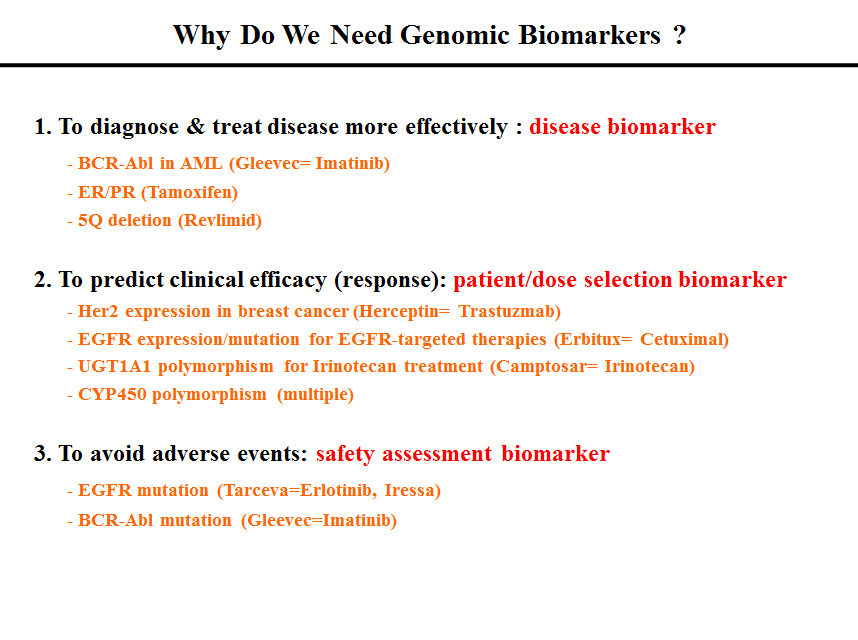 Why Do We Need Genomic Biomarkers ?
1. To diagnose & treat disease more effectively : disease biomarker
- BCR-Abl in AML (Gleevec= Imatinib)
- ER/PR (Tamoxifen)
- 5Q deletion (Revlimid)
2. To predict clinical efficacy (response): patient/dose selection biomarker
- Her2 expression in breast cancer (Herceptin= Trastuzmab)
- EGFR expression/mutation for EGFR-targeted therapies (Erbitux= Cetuximal)
- UGT1A1 polymorphism for Irinotecan treatment (Camptosar= Irinotecan)
- CYP450 polymorphism (multiple)
3. To avoid adverse events: safety assessment biomarker
- EGFR mutation (Tarceva=Erlotinib, Iressa)
- BCR-Abl mutation (Gleevec=Imatinib)